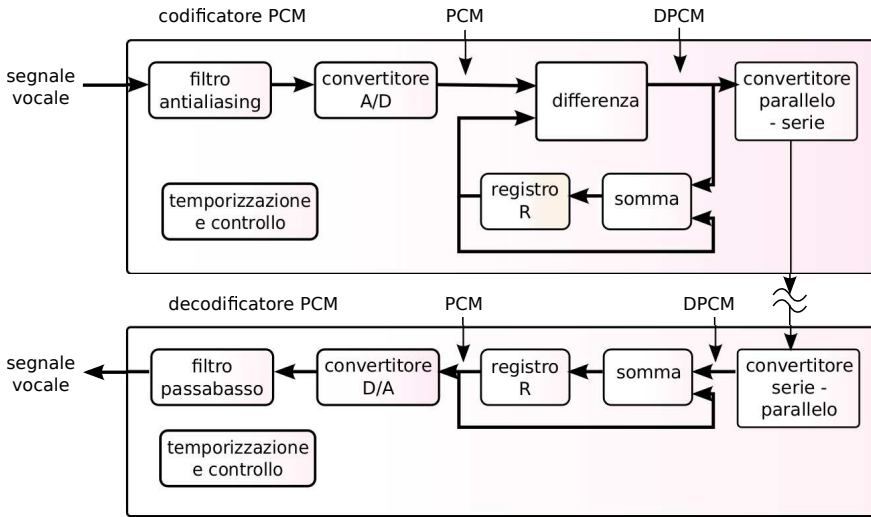 codificatore PCM
PCM
DPCM
segnale
vocale
filtro
antialiasing
convertitore
A/D
differenza
convertitore
parallelo
- serie
temporizzazione
e controllo
registro
R
somma
decodificatore PCM
PCM
DPCM
segnale
vocale
filtro
passabasso
convertitore
D/A
registro
R
somma
convertitore
serie -
parallelo
temporizzazione
e controllo